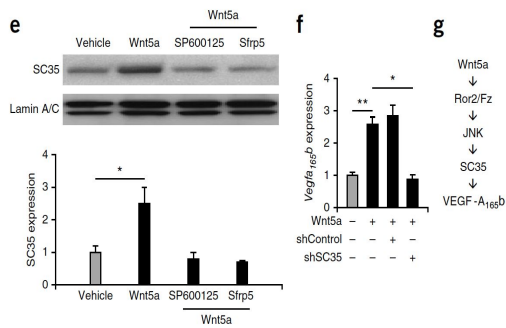 e
Wnt5a
Vehicle Wnt5a SP600125 Sfrp5
SC35
Lamin A/C
SC35 expression
4
3
2
1
0
*
Vehicle Wnt5a SP600125 Sfrp5
Wnt5a
f
Vegfa165b expression
4
3
2
1
0
** *
Wnt5a – + + +
shControl – – + –
shSC35 – – – +
g
Wnt5a
↓
Ror2/Fz
↓
JNK
↓
SC35
↓
VEGF-A165b